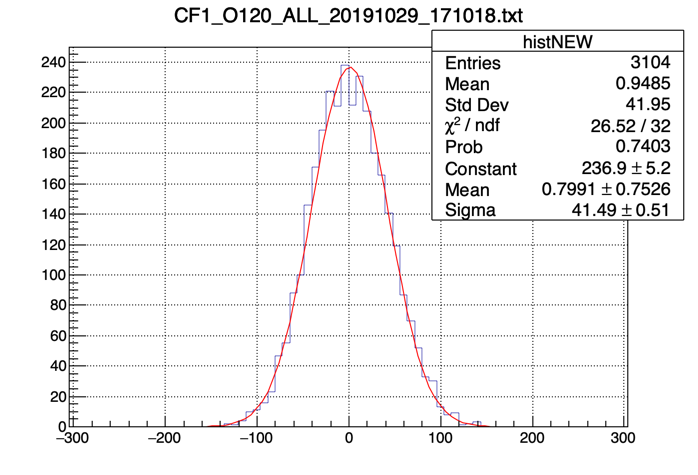 CF1_O120_ALL_20191029_171018.txt
histNEW
Entries 3104
Mean 0.9485
Std Dev 41.95
χ² / ndf 26.52 / 32
Prob 0.7403
Constant 236.9 ± 5.2
Mean 0.7991 ± 0.7526
Sigma 41.49 ± 0.51
240
220
200
180
160
140
120
100
80
60
40
20
0
−300 −200 −100 0 100 200 300